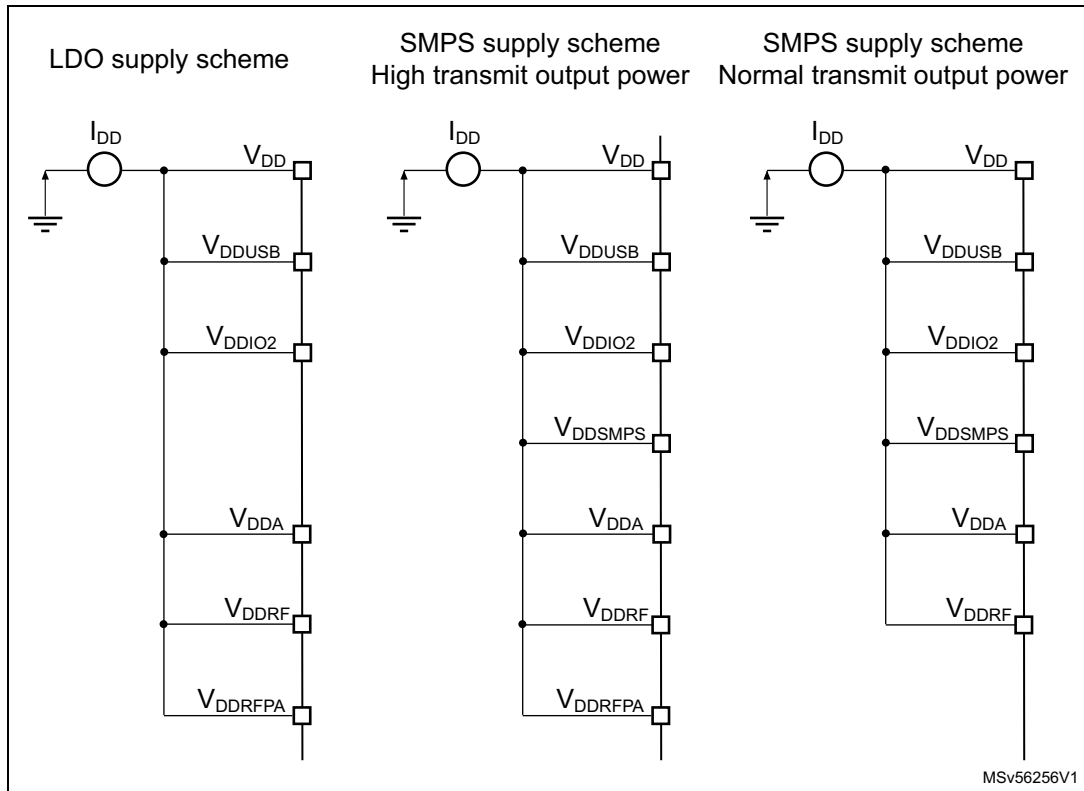 LDO supply scheme
SMPS supply scheme
High transmit output power
SMPS supply scheme
Normal transmit output power
IDD
VDD
VDDUSB
VDDIO2
VDDA
VDDRF
VDDRFPA
IDD
VDD
VDDUSB
VDDIO2
VDDSMPS
VDDA
VDDRF
VDDRFPA
IDD
VDD
VDDUSB
VDDIO2
VDDSMPS
VDDA
VDDRF
MSv56256V1